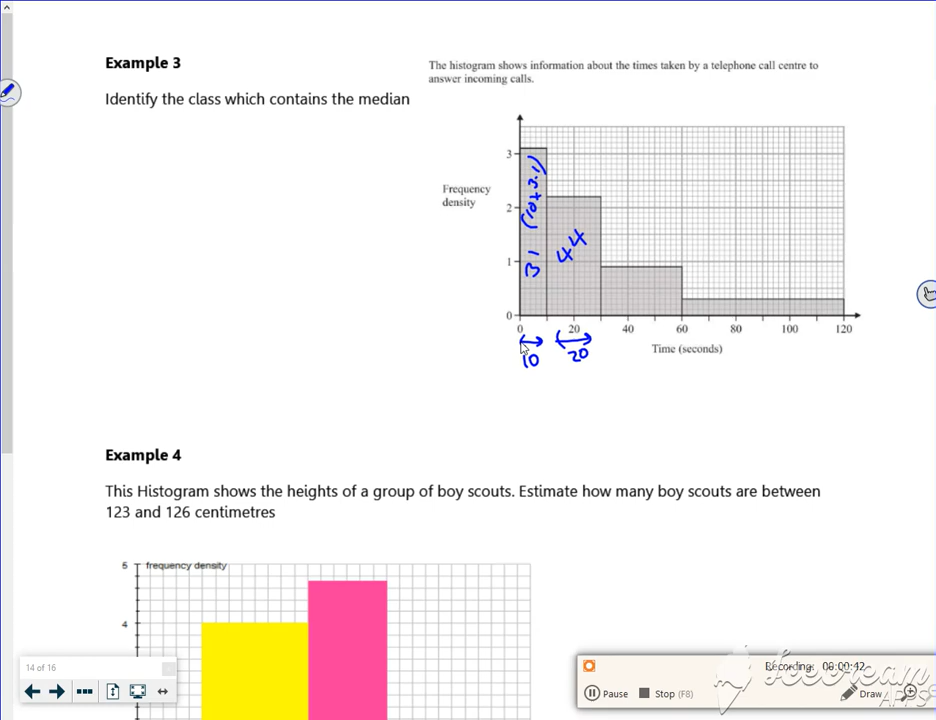 Example 3
The histogram shows information about the times taken by a telephone call centre to
answer incoming calls.
Identify the class which contains the median
Frequency
density
3
2
1
0
31 (10×3.1)
44
0 20 40 60 80 100 120
Time (seconds)
10
20
Example 4
This Histogram shows the heights of a group of boy scouts. Estimate how many boy scouts are between
123 and 126 centimetres
5
frequency density
4
14 of 16
Recording: 00:00:42
Pause
Stop (F8)
Draw
Icecream
APPS